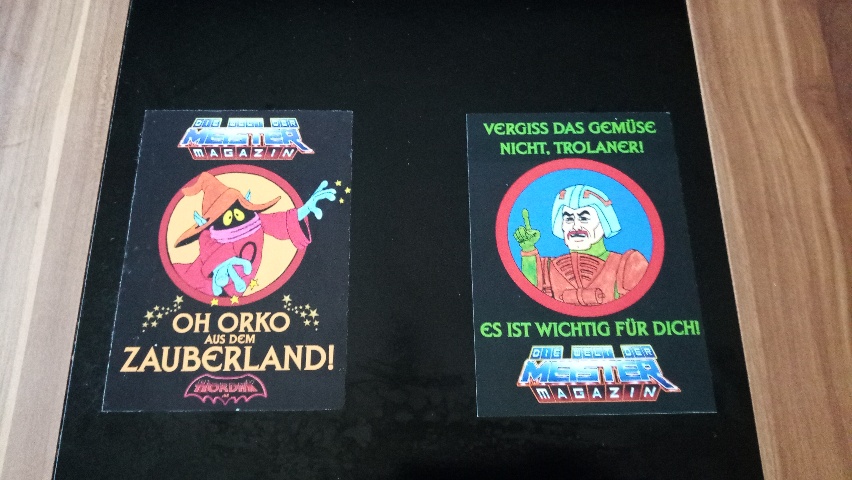 DIE WELT DER
MEISTER
MAGAZIN
OH ORKO
AUS DEM
ZAUBERLAND!
VERGISS DAS GEMÜSE
NICHT, TROLANER!
ES IST WICHTIG FÜR DICH!
DIE WELT DER
MEISTER
MAGAZIN